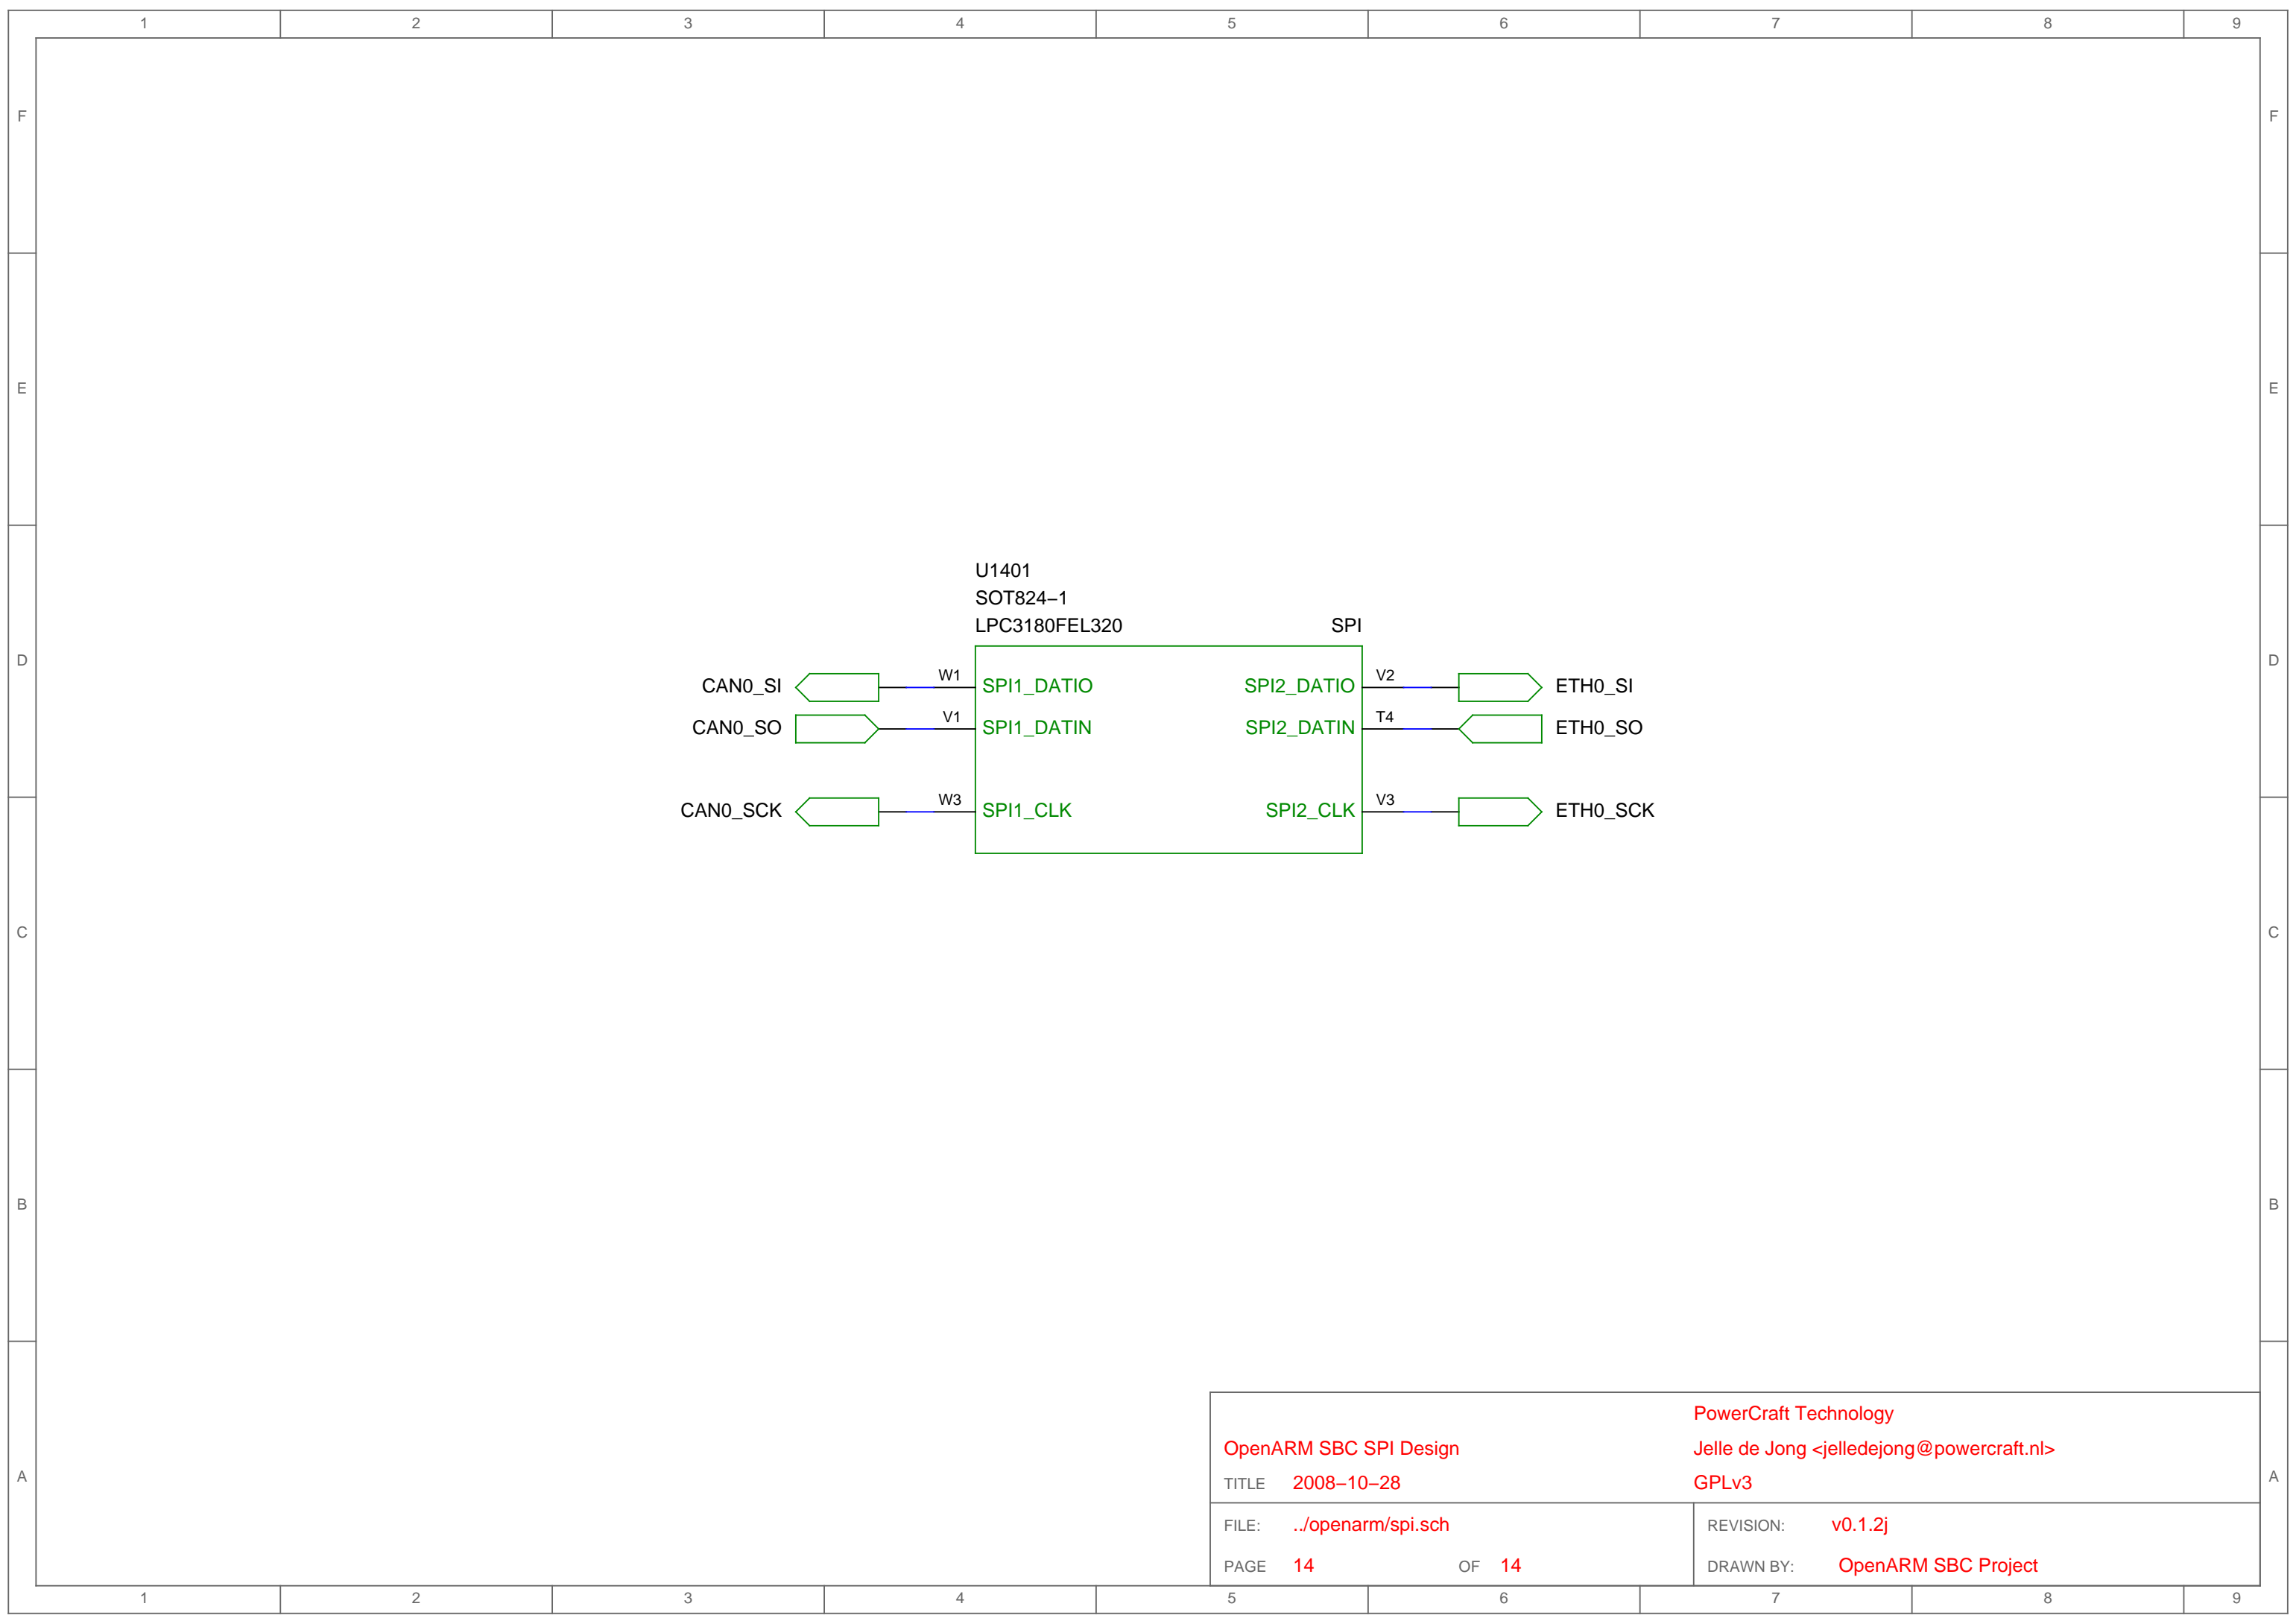 1 2 3 4 5 6 7 8 9
F F
E E
U1401
SOT824–1
LPC3180FEL320 SPI
D D
CAN0_SI W1 SPI1_DATIO SPI2_DATIO V2 ETH0_SI
CAN0_SO V1 SPI1_DATIN SPI2_DATIN T4 ETH0_SO
CAN0_SCK W3 SPI1_CLK SPI2_CLK V3 ETH0_SCK
C C
B B
PowerCraft Technology
OpenARM SBC SPI Design Jelle de Jong <jelledejong@powercraft.nl>
A A
TITLE 2008–10–28 GPLv3
FILE: ../openarm/spi.sch REVISION: v0.1.2j
PAGE 14 OF 14 DRAWN BY: OpenARM SBC Project
1 2 3 4 5 6 7 8 9